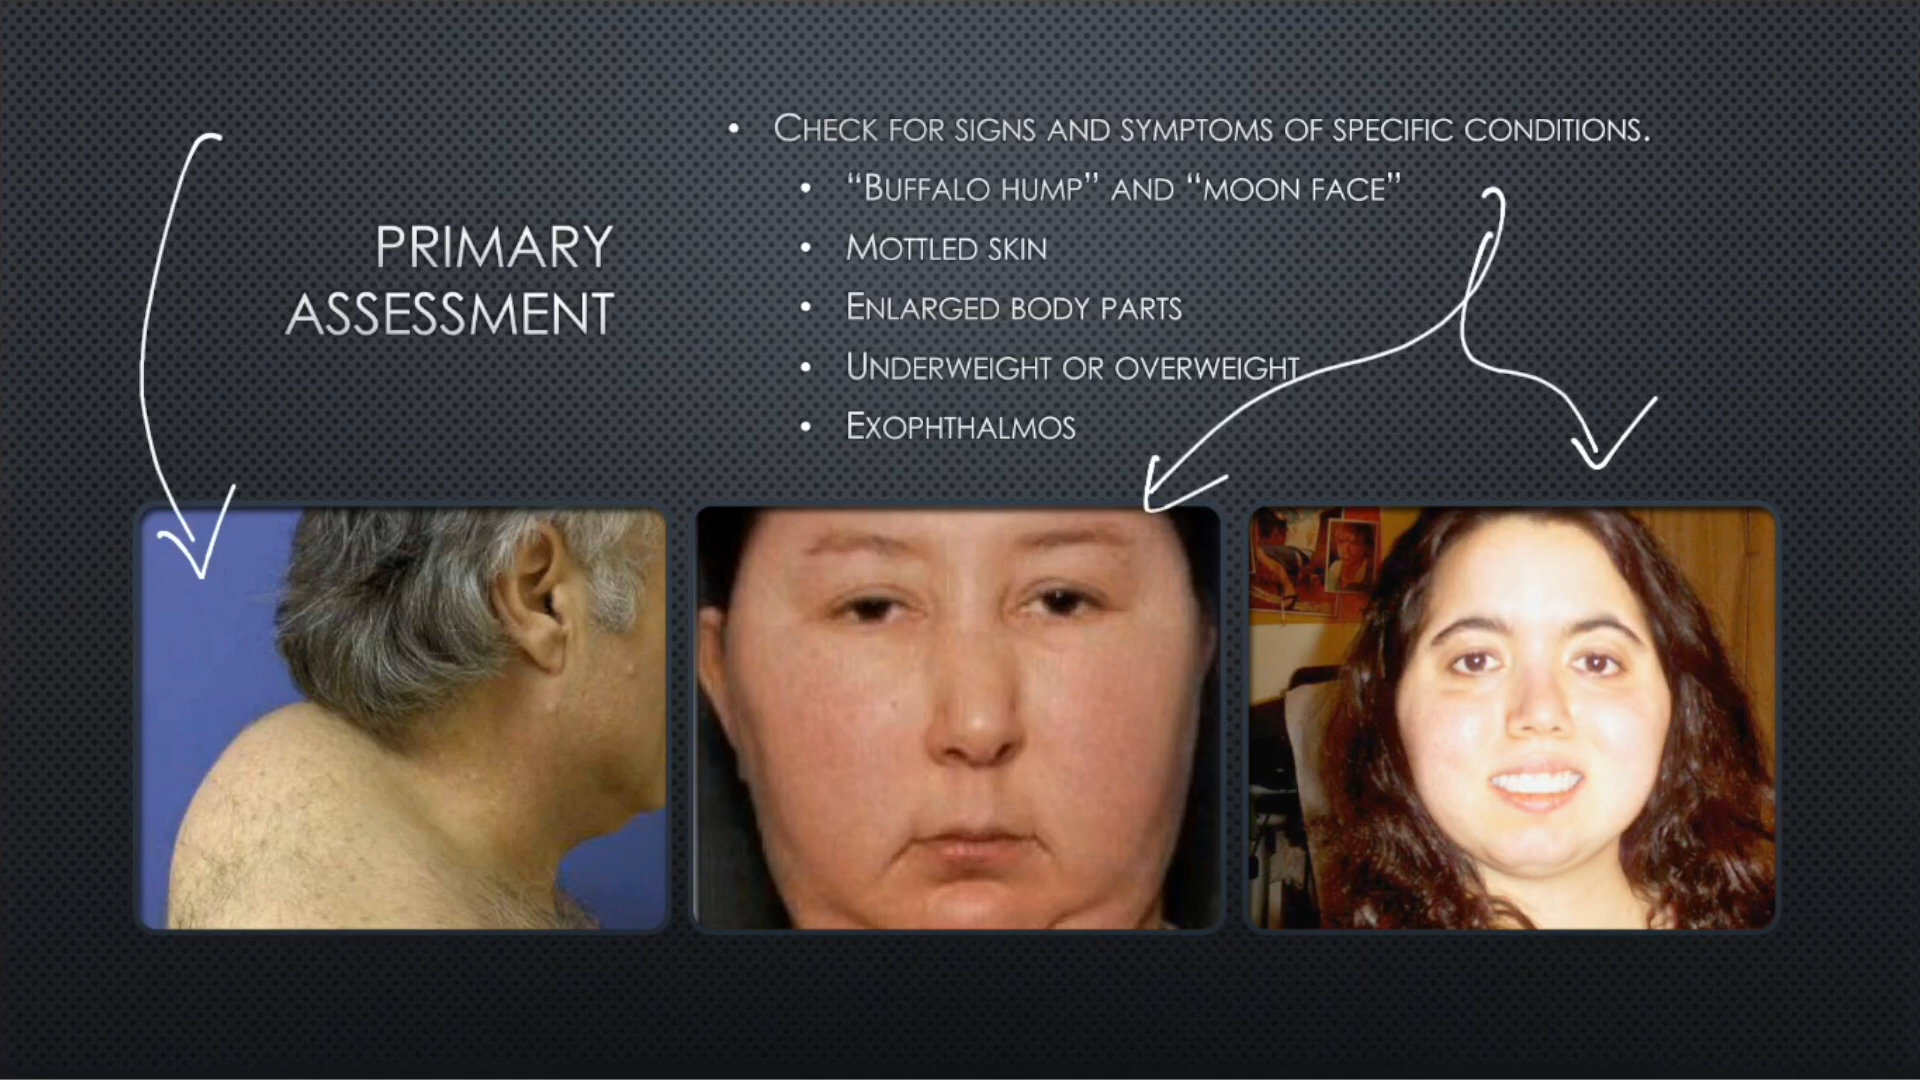 PRIMARY
ASSESSMENT
• CHECK FOR SIGNS AND SYMPTOMS OF SPECIFIC CONDITIONS.
• “BUFFALO HUMP” AND “MOON FACE”
• MOTTLED SKIN
• ENLARGED BODY PARTS
• UNDERWEIGHT OR OVERWEIGHT
• EXOPHTHALMOS